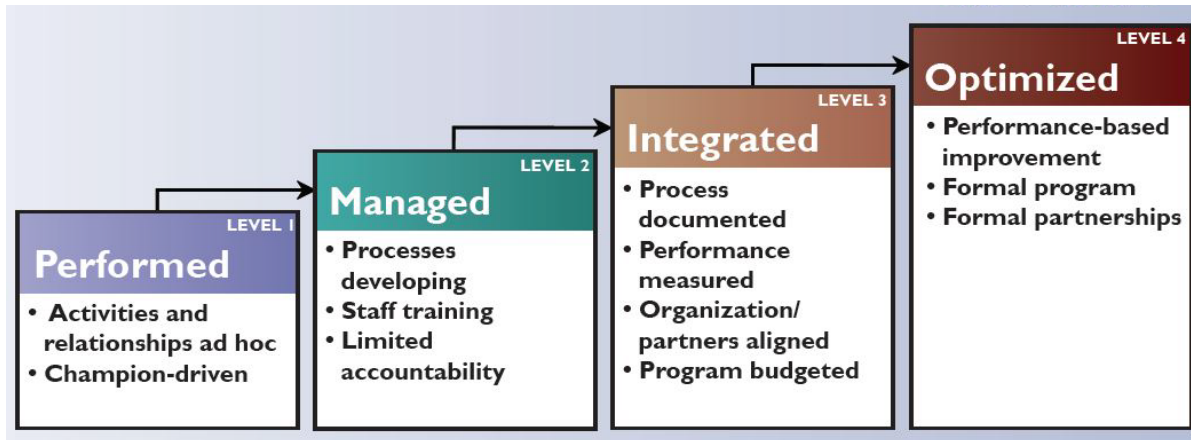 LEVEL 1
Performed
• Activities and
relationships ad hoc
• Champion-driven
LEVEL 2
Managed
• Processes
developing
• Staff training
• Limited
accountability
LEVEL 3
Integrated
• Process
documented
• Performance
measured
• Organization/
partners aligned
• Program budgeted
LEVEL 4
Optimized
• Performance-based
improvement
• Formal program
• Formal partnerships